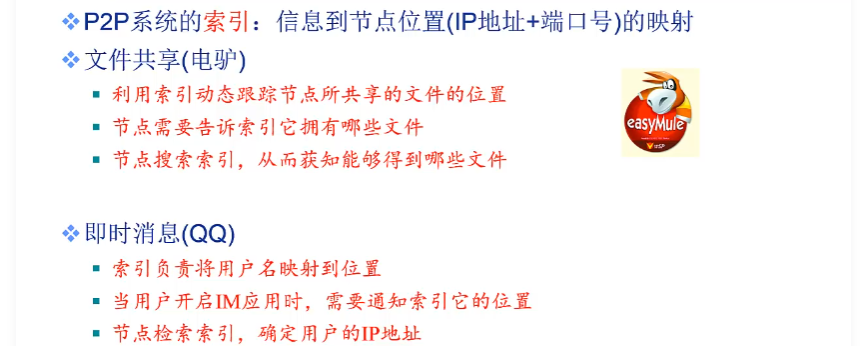 P2P系统的索引：信息到节点位置(IP地址+端口号)的映射
文件共享(电驴)
利用索引动态跟踪节点所共享的文件的位置
节点需要告诉索引它拥有哪些文件
easyMule
节点搜索索引，从而获知能够得到哪些文件
即时消息(QQ)
索引负责将用户名映射到位置
当用户开启IM应用时，需要通知索引它的位置
节点检索索引，确定用户的IP地址